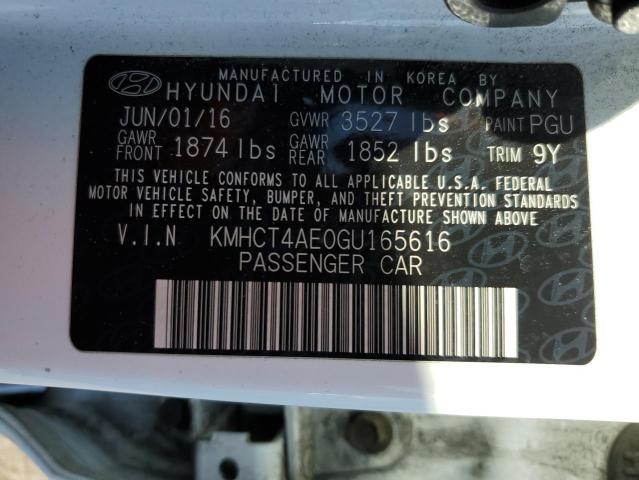 MANUFACTURED IN KOREA BY
HYUNDAI MOTOR COMPANY
JUN/01/16 GVWR 3527 lbs PAINT PGU
GAWR FRONT 1874 lbs GAWR REAR 1852 lbs TRIM 9Y
THIS VEHICLE CONFORMS TO ALL APPLICABLE U.S.A. FEDERAL
MOTOR VEHICLE SAFETY, BUMPER, AND THEFT PREVENTION STANDARDS
IN EFFECT ON THE DATE OF MANUFACTURE SHOWN ABOVE.
V.I.N KMHCT4AE0GU165616
PASSENGER CAR